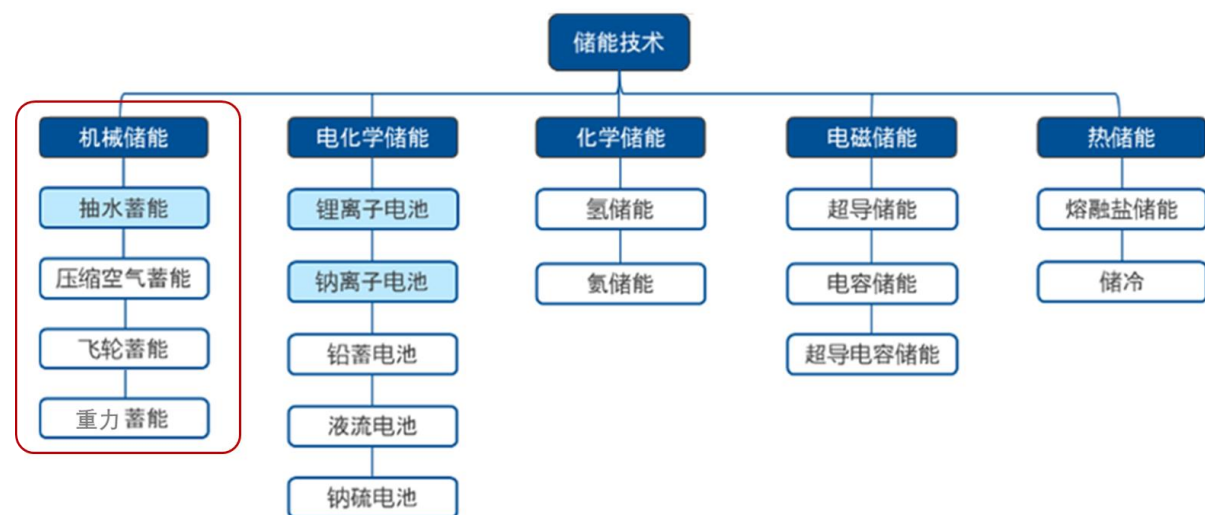 储能技术
机械储能
抽水蓄能
压缩空气蓄能
飞轮蓄能
重力蓄能
电化学储能
锂离子电池
钠离子电池
铅蓄电池
液流电池
钠硫电池
化学储能
氢储能
氨储能
电磁储能
超导储能
电容储能
超导电容储能
热储能
熔融盐储能
储冷